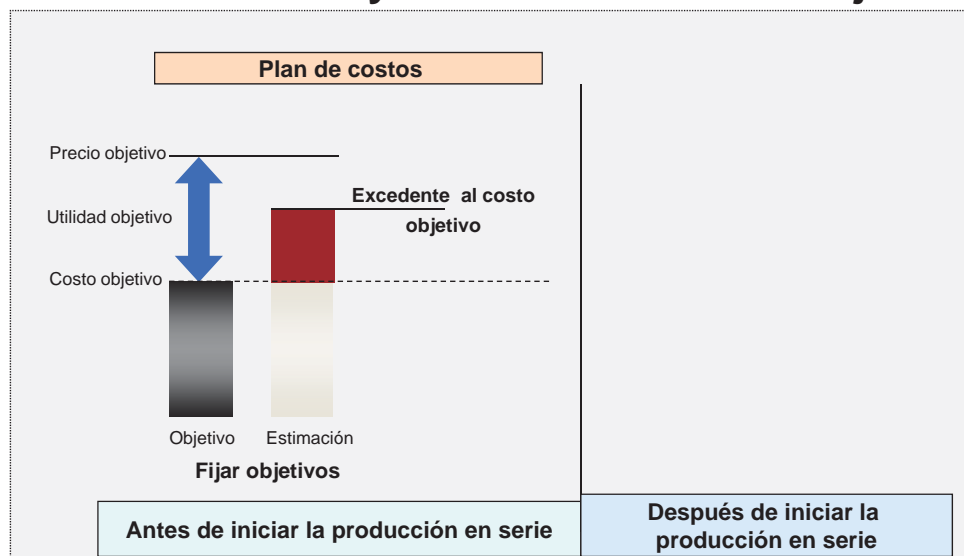 Plan de costos
Precio objetivo
Excedente al costo
objetivo
Utilidad objetivo
Costo objetivo
Objetivo
Estimación
Fijar objetivos
Antes de iniciar la producción en serie
Después de iniciar la
producción en serie